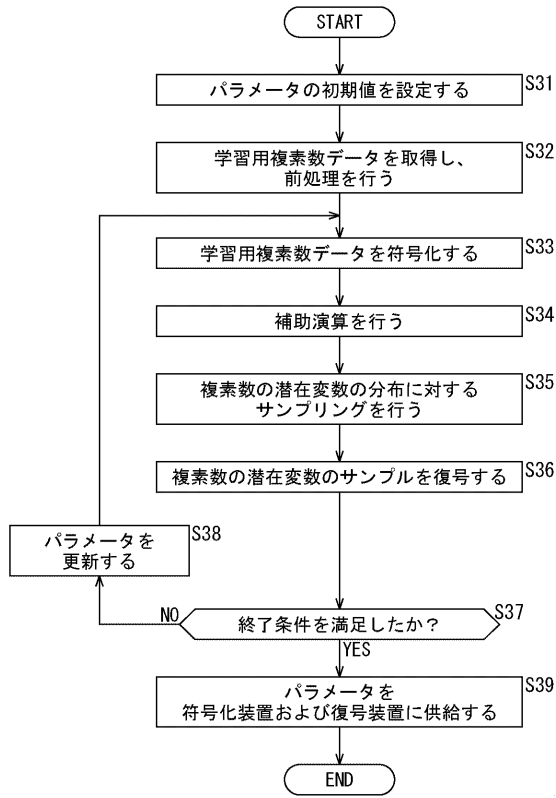 START
パラメータの初期値を設定する
S31
学習用複素数データを取得し、
前処理を行う
S32
学習用複素数データを符号化する
S33
補助演算を行う
S34
複素数の潜在変数の分布に対する
サンプリングを行う
S35
複素数の潜在変数のサンプルを復号する
S36
パラメータを
更新する
S38
終了条件を満足したか？
S37
NO
YES
パラメータを
符号化装置および復号装置に供給する
S39
END